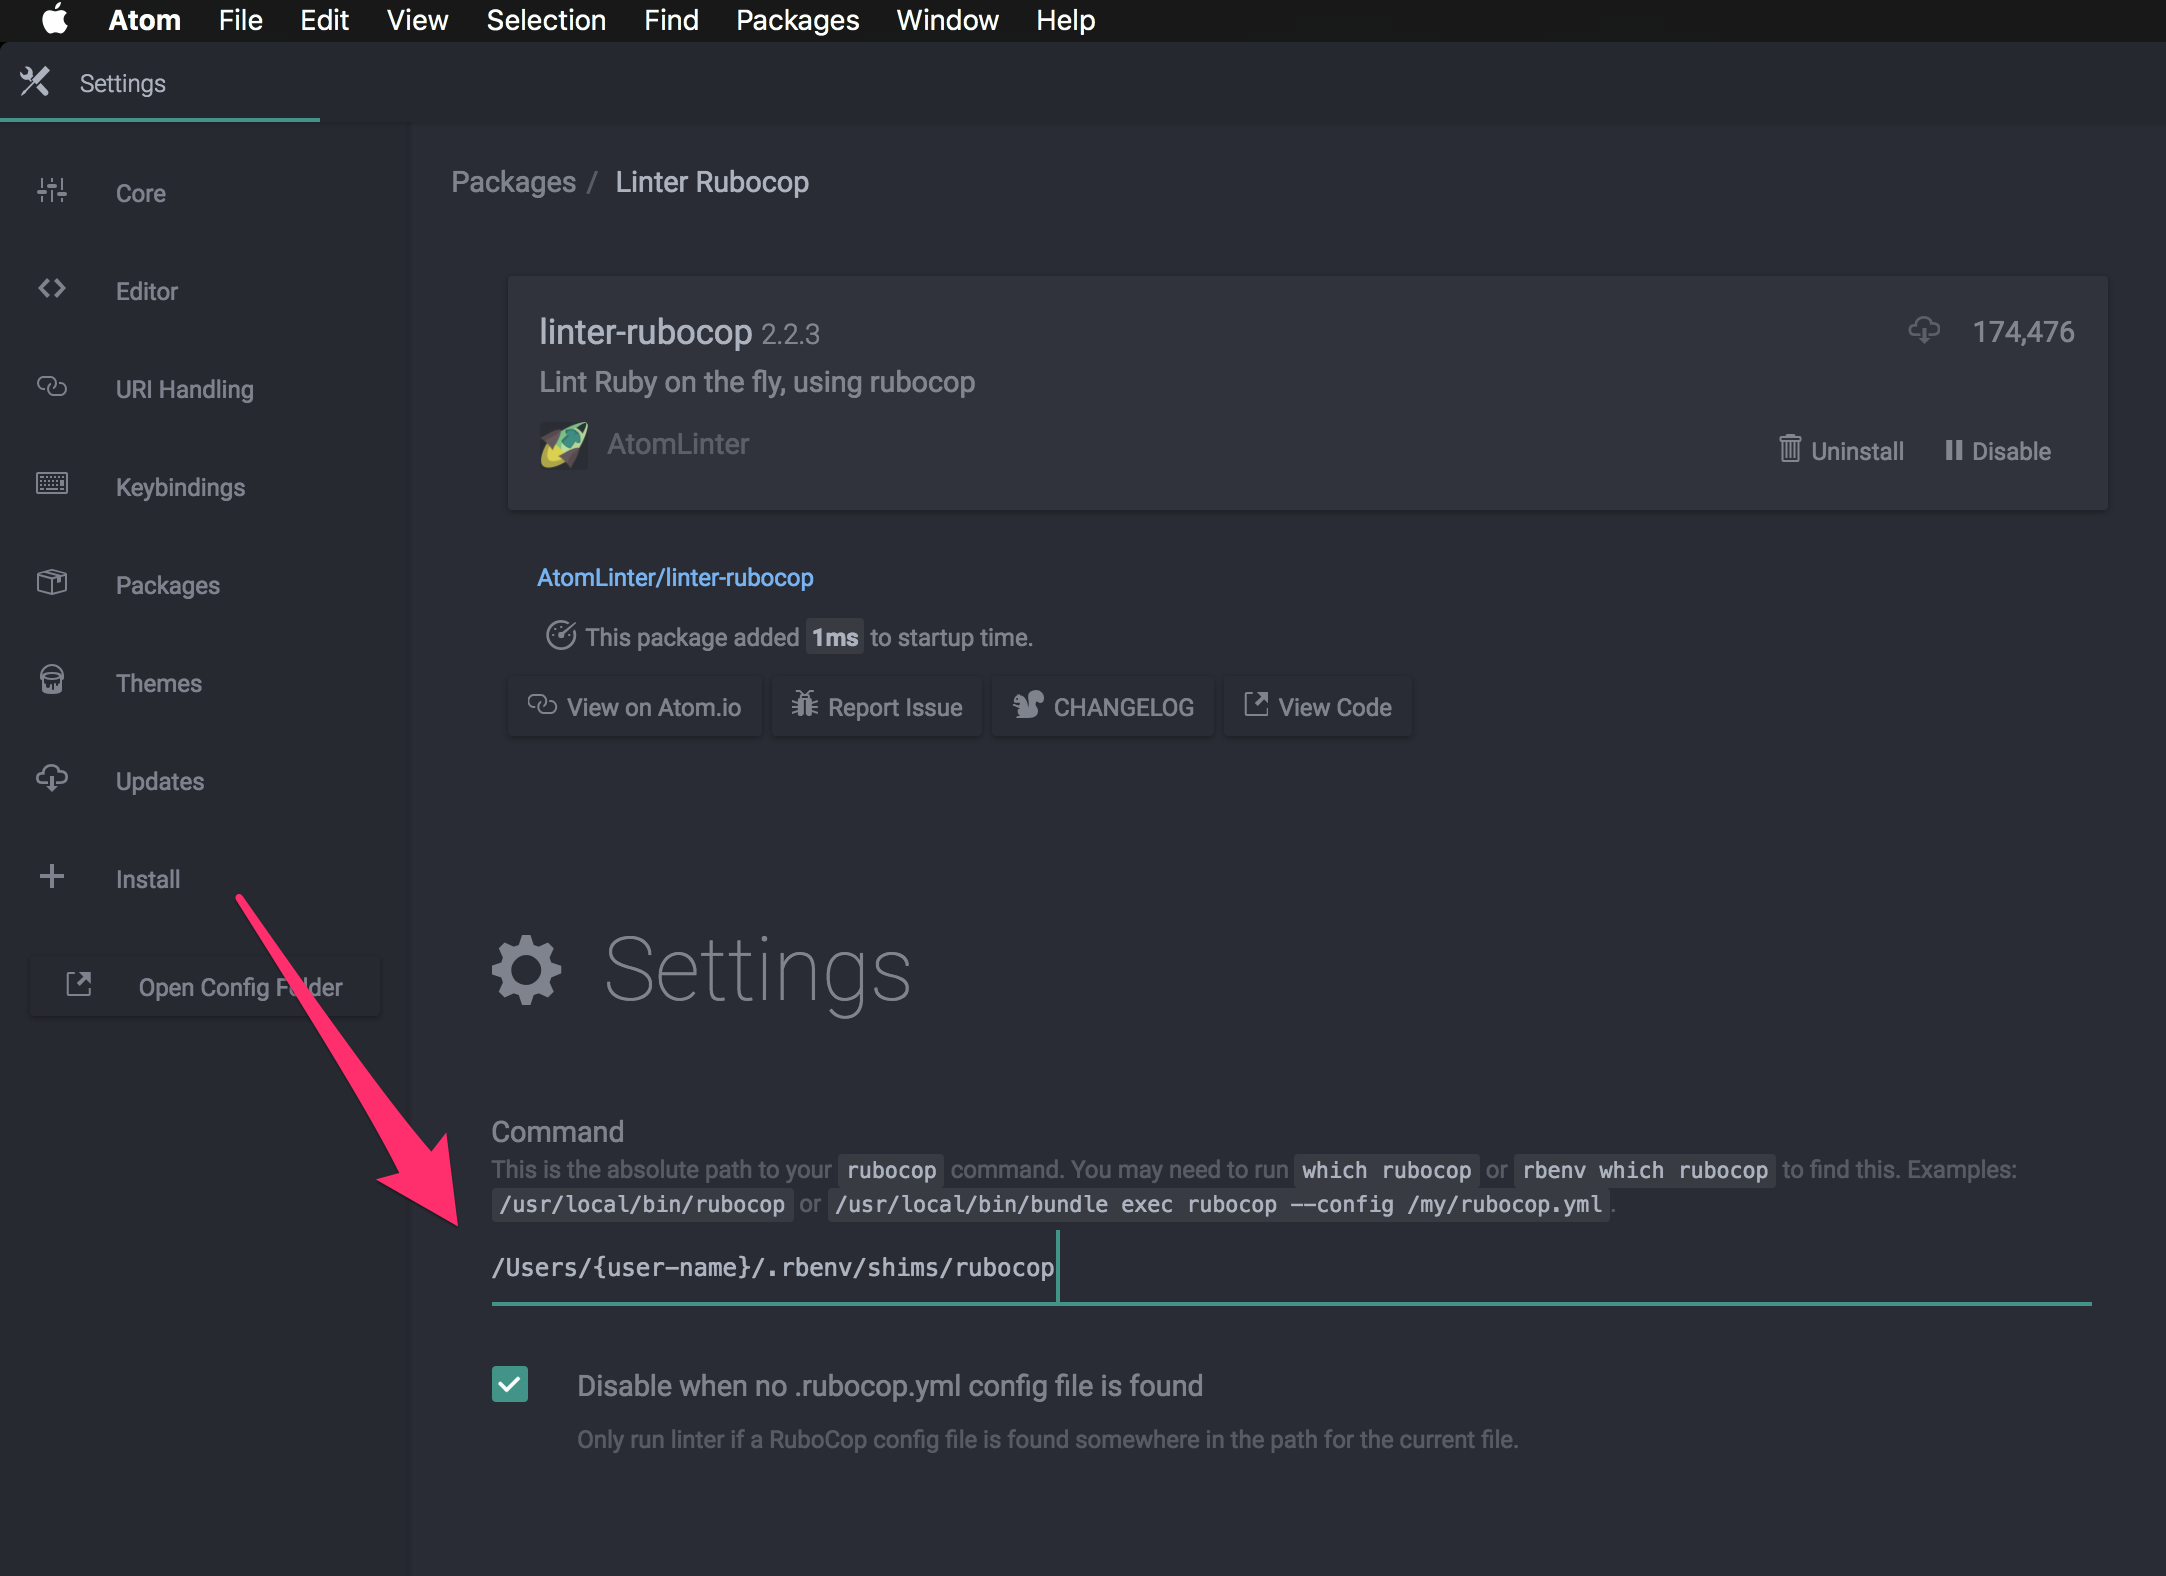 Atom File Edit View Selection Find Packages Window Help
Settings
Core
Editor
URI Handling
Keybindings
Packages
Themes
Updates
Install
Open Config Folder
Packages / Linter Rubocop
linter-rubocop 2.2.3
174,476
Lint Ruby on the fly, using rubocop
AtomLinter
Uninstall Disable
AtomLinter/linter-rubocop
This package added 1ms to startup time.
View on Atom.io Report Issue CHANGELOG View Code
Settings
Command
This is the absolute path to your rubocop command. You may need to run which rubocop or rbenv which rubocop to find this. Examples:
/usr/local/bin/rubocop or /usr/local/bin/bundle exec rubocop --config /my/rubocop.yml.
/Users/{user-name}/.rbenv/shims/rubocop
Disable when no .rubocop.yml config file is found
Only run linter if a RuboCop config file is found somewhere in the path for the current file.